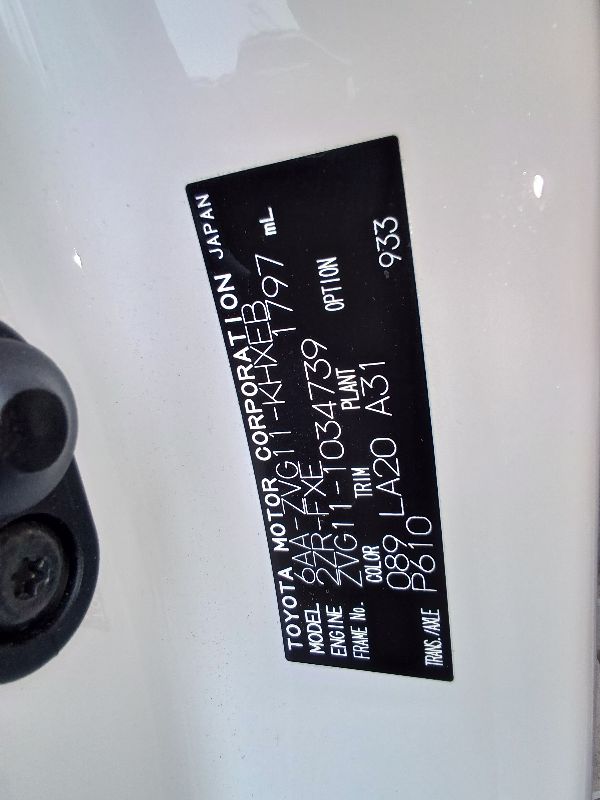 TOYOTA MOTOR CORPORATION JAPAN
MODEL 6AA-ZVG11-KHXEB
ENGINE 2ZR-FXE 1797 mL
FRAME No. ZVG11-1034739
COLOR TRIM PLANT OPTION
089 LA20 A31 933
TRANS./AXLE P610